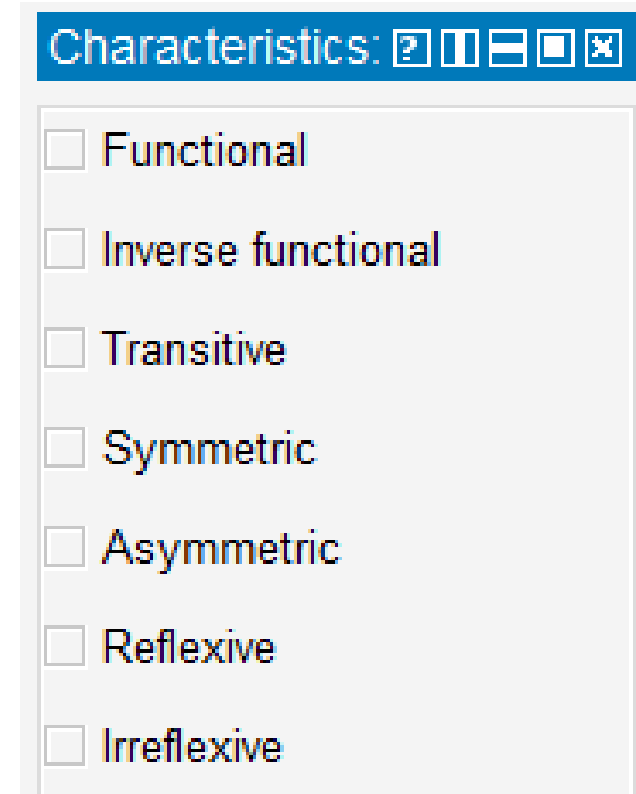 Characteristics:
Functional
Inverse functional
Transitive
Symmetric
Asymmetric
Reflexive
Irreflexive